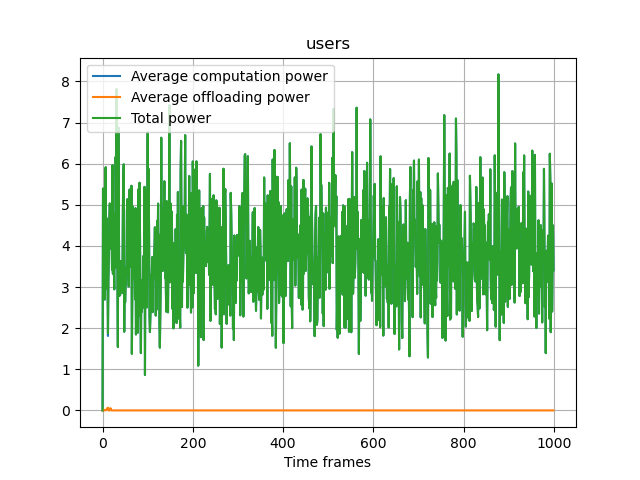 users
Average computation power
Average offloading power
Total power
8
7
6
5
4
3
2
1
0
0 200 400 600 800 1000
Time frames